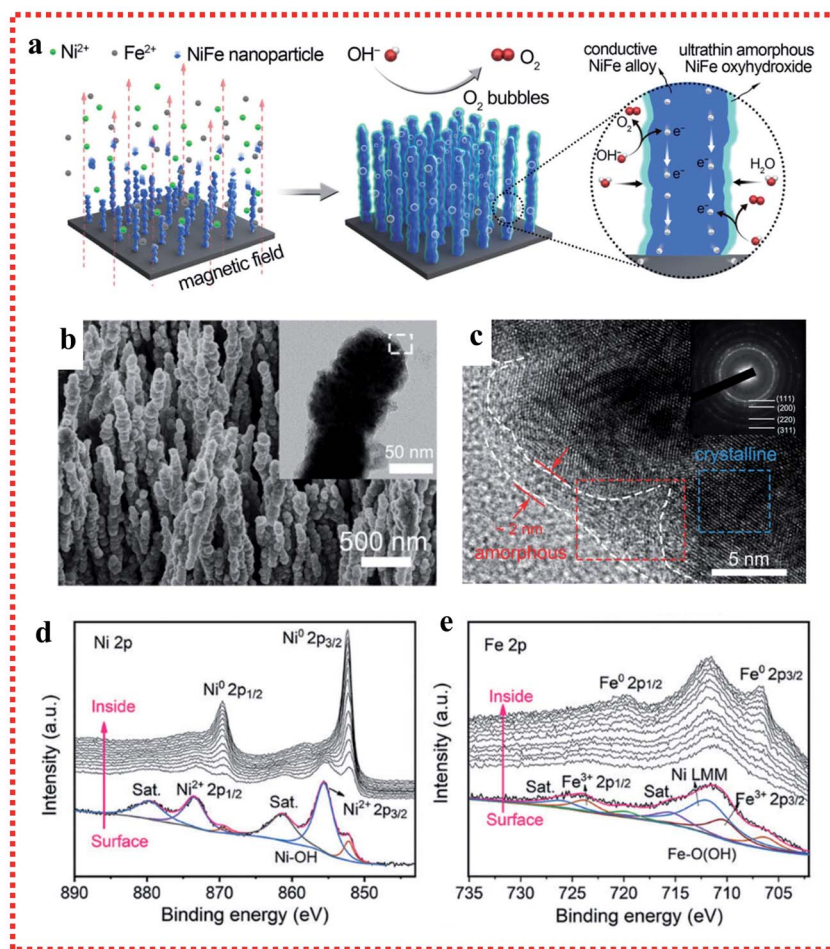 a
Ni²⁺ Fe²⁺ NiFe nanoparticle
magnetic field
OH⁻ O₂
O₂ bubbles
conductive
NiFe alloy
ultrathin amorphous
NiFe oxyhydroxide
O₂
e⁻
OH⁻
H₂O
e⁻
e⁻
e⁻
b
50 nm
500 nm
c
(111)
(200)
(220)
(311)
crystalline
~ 2 nm
amorphous
5 nm
d
Ni 2p
Ni⁰ 2p3/2
Ni⁰ 2p1/2
Inside
Sat.
Ni²⁺ 2p1/2
Sat.
Ni²⁺ 2p3/2
Surface
Ni-OH
Intensity (a.u.)
890 880 870 860 850
Binding energy (eV)
e
Fe 2p
Fe⁰ 2p1/2
Fe⁰ 2p3/2
Inside
Sat.
Fe³⁺ 2p1/2
Sat.
Ni LMM
Fe³⁺ 2p3/2
Surface
Fe-O(OH)
Intensity (a.u.)
735 730 725 720 715 710 705
Binding energy (eV)